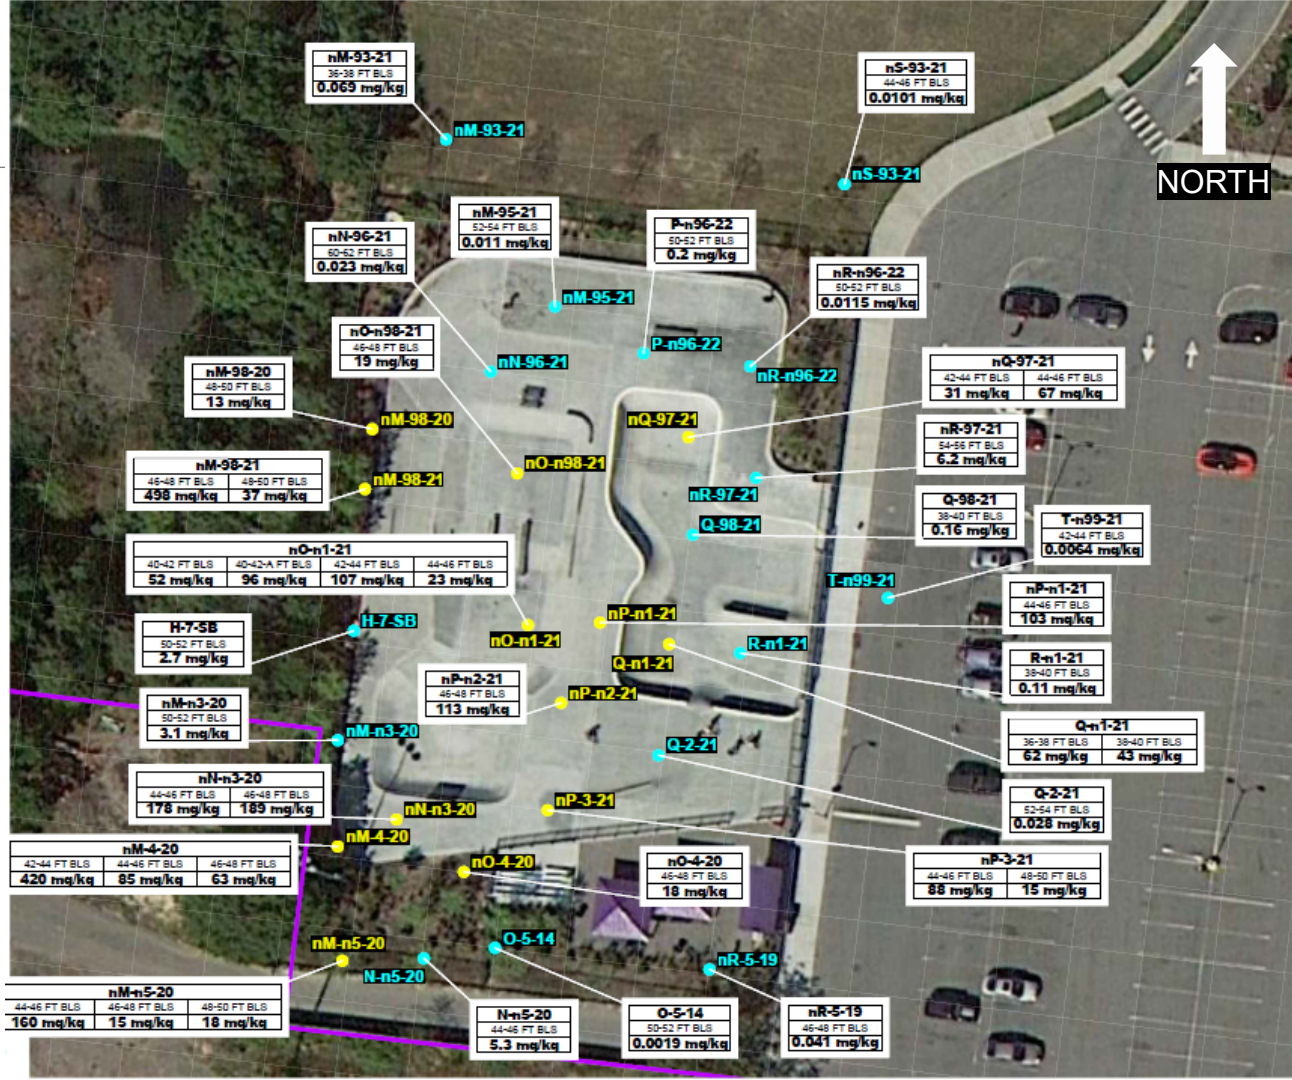 nM-93-21
36-38 FT BLS
0.069 mg/kg
nM-93-21
nS-93-21
44-46 FT BLS
0.0101 mg/kg
nS-93-21
NORTH
nM-95-21
52-54 FT BLS
0.011 mg/kg
nM-95-21
P-n96-22
50-52 FT BLS
0.2 mg/kg
P-n96-22
nN-96-21
60-62 FT BLS
0.023 mg/kg
nN-96-21
nR-n96-22
50-52 FT BLS
0.0115 mg/kg
nR-n96-22
nO-n98-21
46-48 FT BLS
19 mg/kg
nO-n98-21
nM-98-20
48-50 FT BLS
13 mg/kg
nM-98-20
nQ-97-21
42-44 FT BLS 44-46 FT BLS
31 mg/kg 67 mg/kg
nQ-97-21
nR-97-21
54-56 FT BLS
6.2 mg/kg
nR-97-21
nM-98-21
46-48 FT BLS 48-50 FT BLS
498 mg/kg 37 mg/kg
nM-98-21
Q-98-21
38-40 FT BLS
0.16 mg/kg
Q-98-21
T-n99-21
42-44 FT BLS
0.0064 mg/kg
T-n99-21
nO-n1-21
40-42 FT BLS 40-42-A FT BLS 42-44 FT BLS 44-46 FT BLS
52 mg/kg 96 mg/kg 107 mg/kg 23 mg/kg
nO-n1-21
nP-n1-21
44-46 FT BLS
103 mg/kg
nP-n1-21
H-7-SB
50-52 FT BLS
2.7 mg/kg
H-7-SB
R-n1-21
38-40 FT BLS
0.11 mg/kg
R-n1-21
Q-n1-21
nP-n2-21
46-48 FT BLS
113 mg/kg
nP-n2-21
nM-n3-20
50-52 FT BLS
3.1 mg/kg
nM-n3-20
Q-n1-21
36-38 FT BLS 38-40 FT BLS
62 mg/kg 43 mg/kg
Q-2-21
Q-2-21
52-54 FT BLS
0.028 mg/kg
nN-n3-20
44-46 FT BLS 46-48 FT BLS
178 mg/kg 189 mg/kg
nN-n3-20
nP-3-21
nM-4-20
nM-4-20
42-44 FT BLS 44-46 FT BLS 46-48 FT BLS
420 mg/kg 85 mg/kg 63 mg/kg
nO-4-20
nO-4-20
46-48 FT BLS
18 mg/kg
nP-3-21
44-46 FT BLS 48-50 FT BLS
88 mg/kg 15 mg/kg
nM-n5-20
N-n5-20
O-5-14
nR-5-19
nM-n5-20
44-46 FT BLS 46-48 FT BLS 48-50 FT BLS
160 mg/kg 15 mg/kg 18 mg/kg
N-n5-20
44-46 FT BLS
5.3 mg/kg
O-5-14
50-52 FT BLS
0.0019 mg/kg
nR-5-19
46-48 FT BLS
0.041 mg/kg